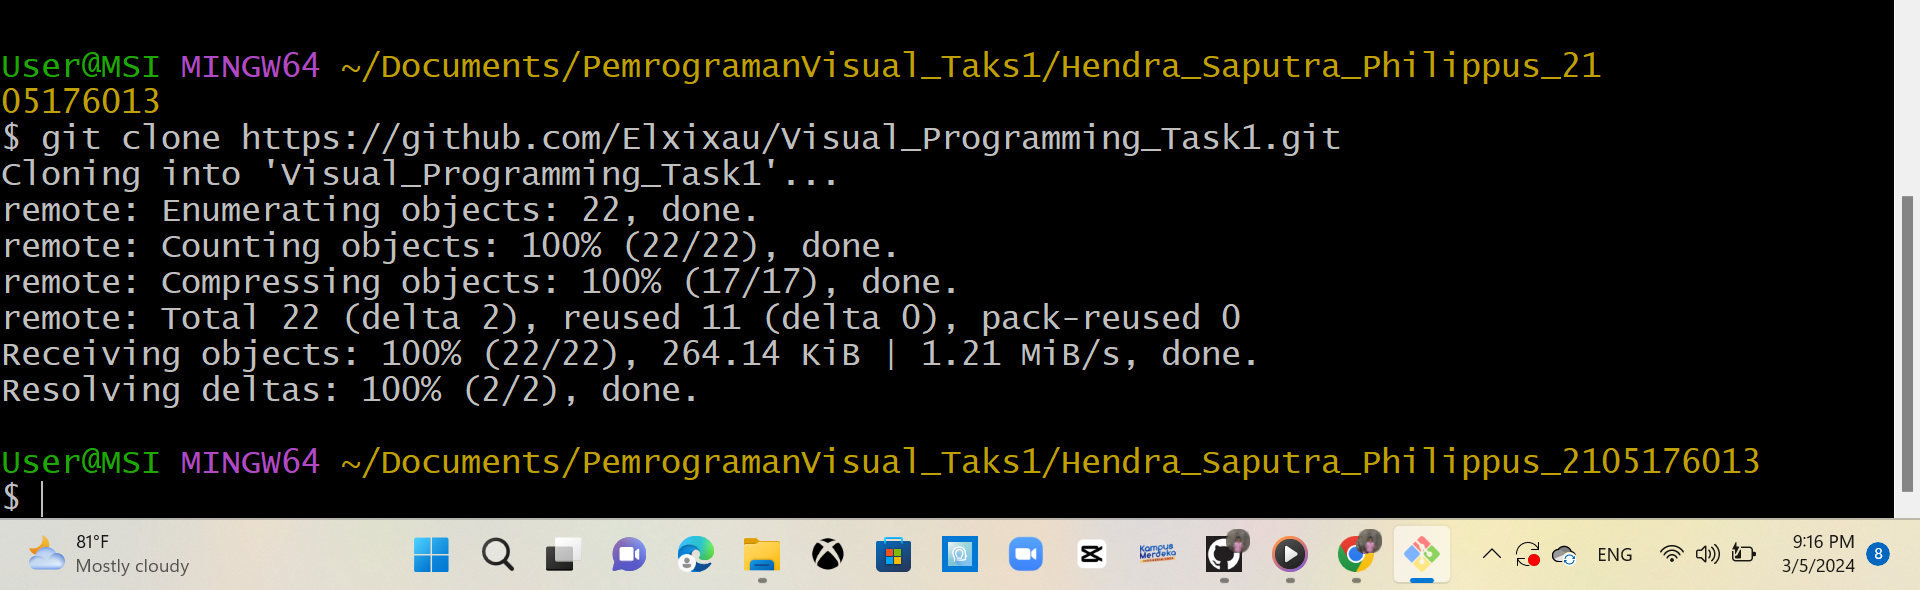 User@MSI MINGW64 ~/Documents/PemrogramanVisual_Taks1/Hendra_Saputra_Philippus_21
05176013
$ git clone https://github.com/Elxixau/Visual_Programming_Task1.git
Cloning into 'Visual_Programming_Task1'...
remote: Enumerating objects: 22, done.
remote: Counting objects: 100% (22/22), done.
remote: Compressing objects: 100% (17/17), done.
remote: Total 22 (delta 2), reused 11 (delta 0), pack-reused 0
Receiving objects: 100% (22/22), 264.14 KiB | 1.21 MiB/s, done.
Resolving deltas: 100% (2/2), done.
User@MSI MINGW64 ~/Documents/PemrogramanVisual_Taks1/Hendra_Saputra_Philippus_2105176013
$
81°F
Mostly cloudy
Kampus
Merdeka
ENG
9:16 PM
3/5/2024
8